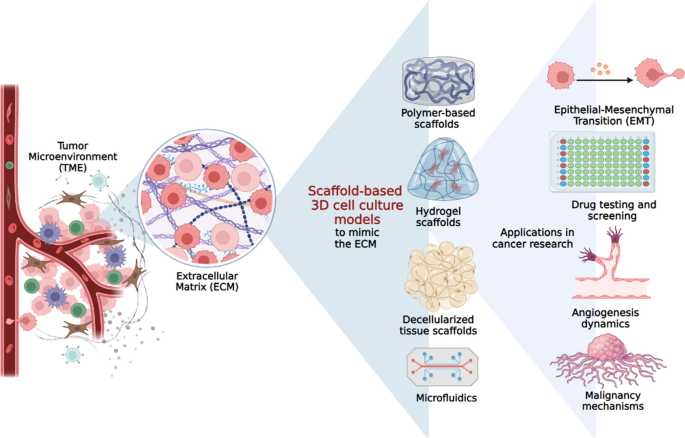 Tumor
Microenvironment
(TME)
Extracellular
Matrix (ECM)
Scaffold-based
3D cell culture
models
to mimic
the ECM
Polymer-based
scaffolds
Hydrogel
scaffolds
Decellularized
tissue scaffolds
Microfluidics
Applications in
cancer research
Epithelial-Mesenchymal
Transition (EMT)
Drug testing and
screening
Angiogenesis
dynamics
Malignancy
mechanisms